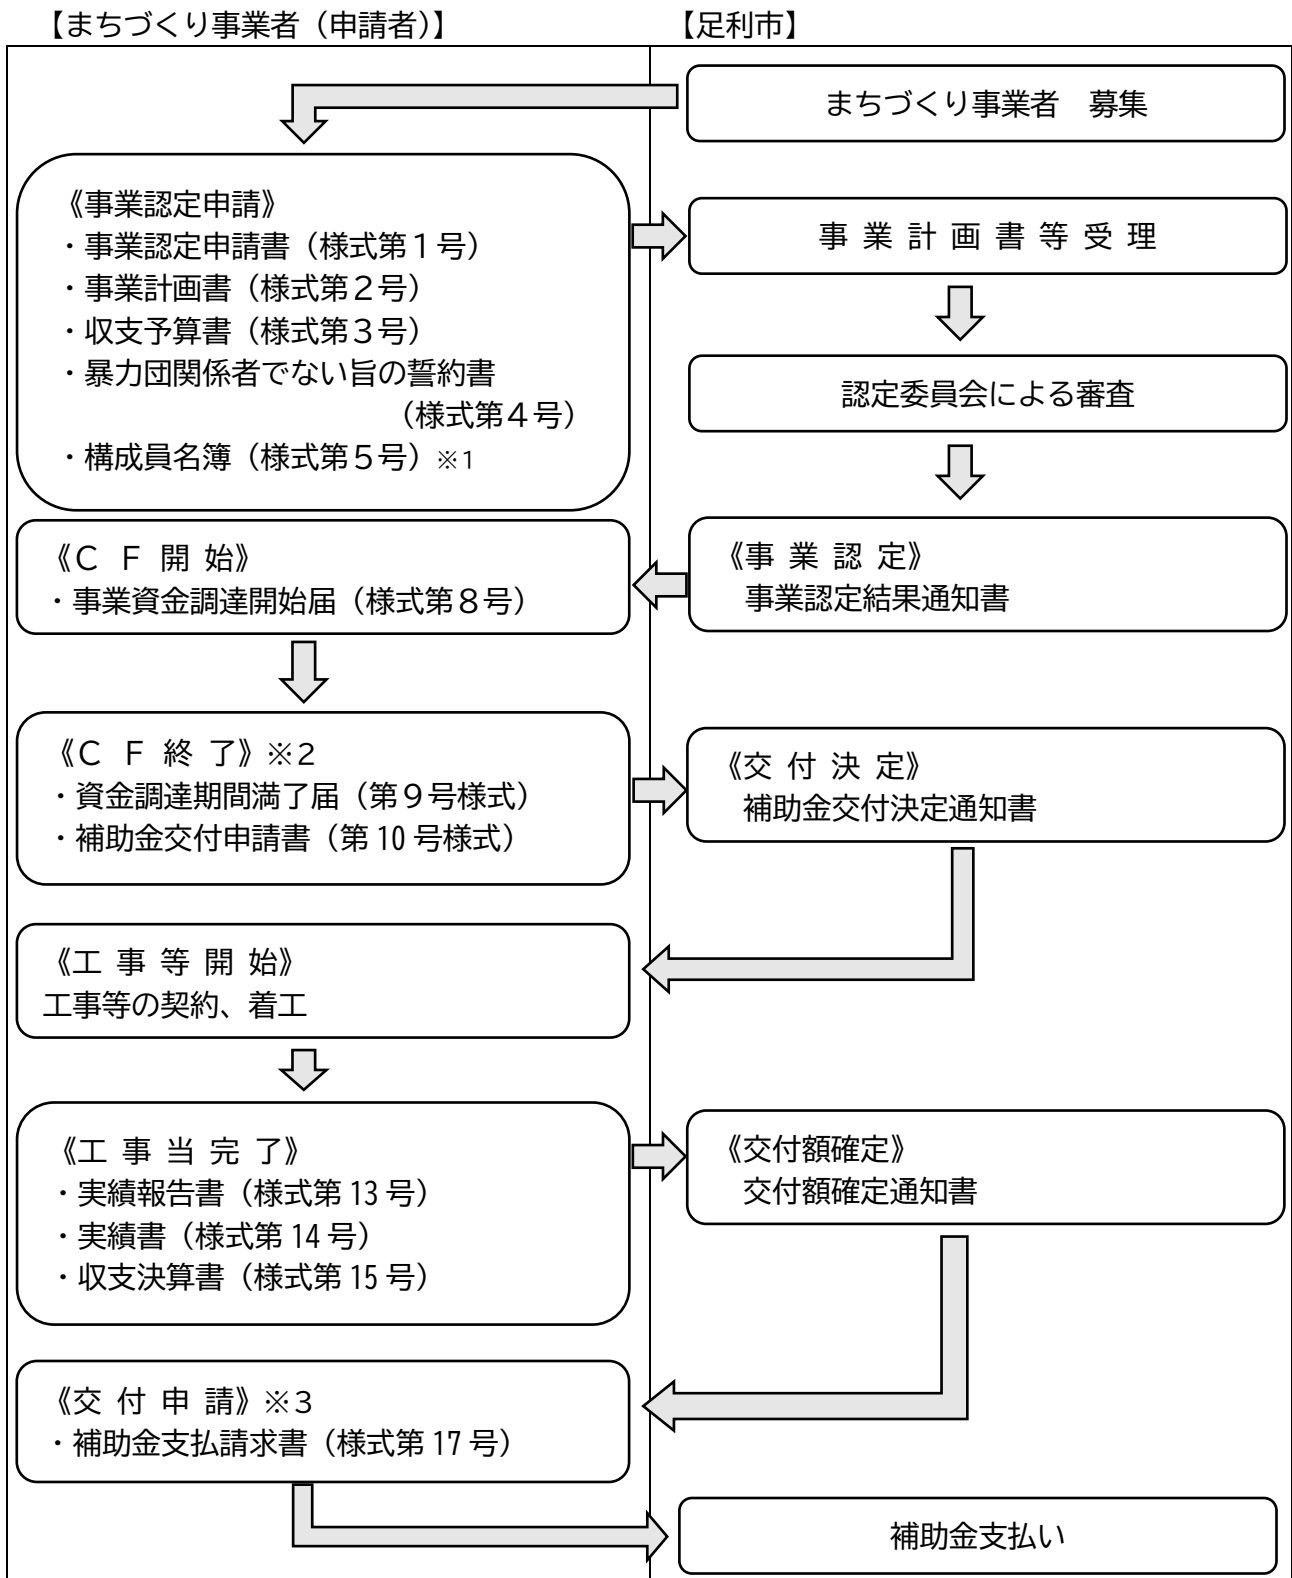 【まちづくり事業者（申請者）】
【足利市】
まちづくり事業者　募集
《事業認定申請》
・事業認定申請書（様式第１号）
・事業計画書（様式第２号）
・収支予算書（様式第３号）
・暴力団関係者でない旨の誓約書
（様式第４号）
・構成員名簿（様式第５号）※1
事 業 計 画 書 等 受 理
認定委員会による審査
《事 業 認 定》
事業認定結果通知書
《Ｃ Ｆ 開 始》
・事業資金調達開始届（様式第８号）
《Ｃ Ｆ 終 了》※２
・資金調達期間満了届（第９号様式）
・補助金交付申請書（第 10 号様式）
《交 付 決 定》
補助金交付決定通知書
《工 事 等 開 始》
工事等の契約、着工
《工 事 当 完 了》
・実績報告書（様式第 13 号）
・実績書（様式第 14 号）
・収支決算書（様式第 15 号）
《交付額確定》
交付額確定通知書
《交 付 申 請》※３
・補助金支払請求書（様式第 17 号）
補助金支払い